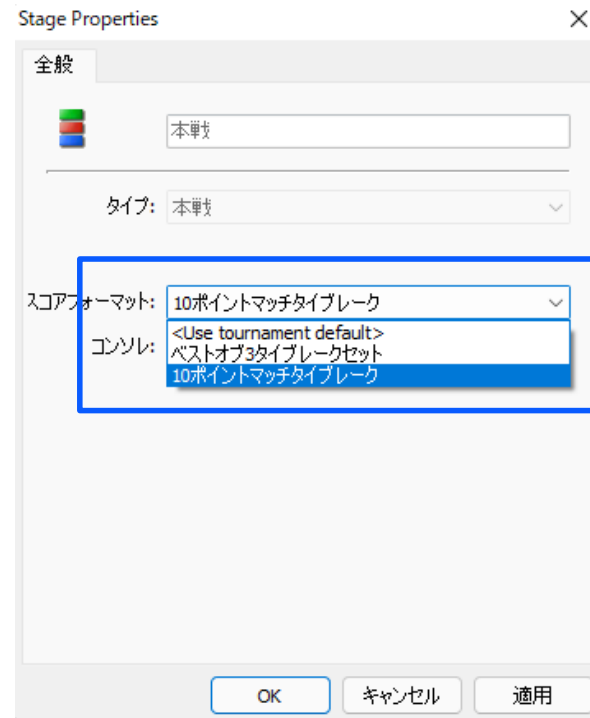 Stage Properties
全般
本戦
タイプ: 本戦
スコアフォーマット: 10ポイントマッチタイブレーク
<Use tournament default>
コンソレ:
ベストオブ3タイブレークセット
10ポイントマッチタイブレーク
OK キャンセル 適用